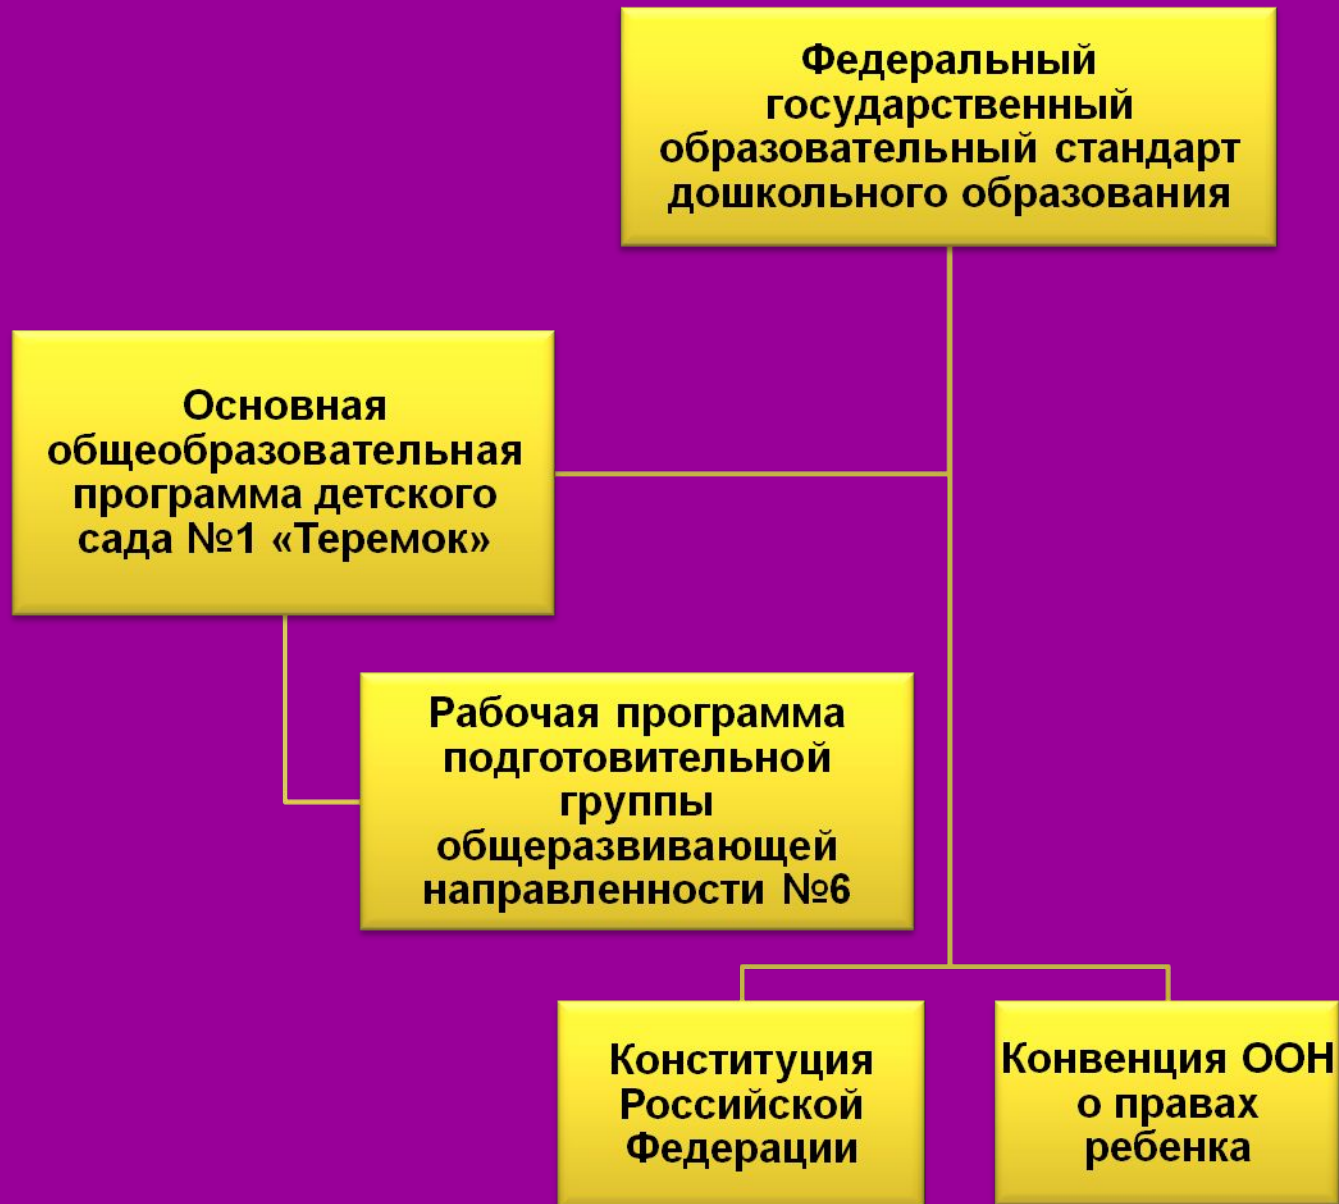 Федеральный
государственный
образовательный стандарт
дошкольного образования
Основная
общеобразовательная
программа детского
сада №1 «Теремок»
Рабочая программа
подготовительной
группы
общеразвивающей
направленности №6
Конституция
Российской
Федерации
Конвенция ООН
о правах
ребенка